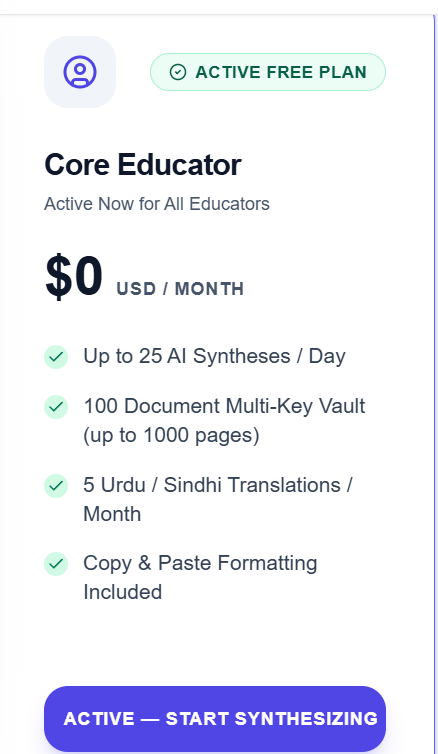 ACTIVE FREE PLAN
Core Educator
Active Now for All Educators
$0 USD / MONTH
Up to 25 AI Syntheses / Day
100 Document Multi-Key Vault
(up to 1000 pages)
5 Urdu / Sindhi Translations /
Month
Copy & Paste Formatting
Included
ACTIVE — START SYNTHESIZING